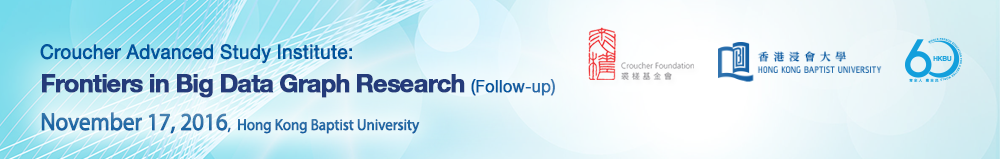 Croucher Advanced Study Institute:
Frontiers in Big Data Graph Research (Follow-up)
November 17, 2016, Hong Kong Baptist University
Croucher Foundation
裘槎基金會
香港浸會大學
HONG KONG BAPTIST UNIVERSITY
60
HKBU